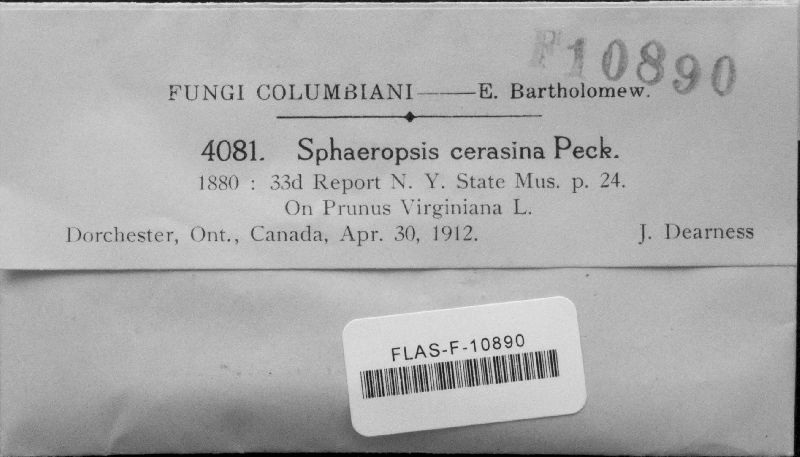 F10890
FUNGI COLUMBIANI——E. Bartholomew.
4081. Sphaeropsis cerasina Peck.
1880 : 33d Report N. Y. State Mus. p. 24.
On Prunus Virginiana L.
Dorchester, Ont., Canada, Apr. 30, 1912. J. Dearness
FLAS-F-10890